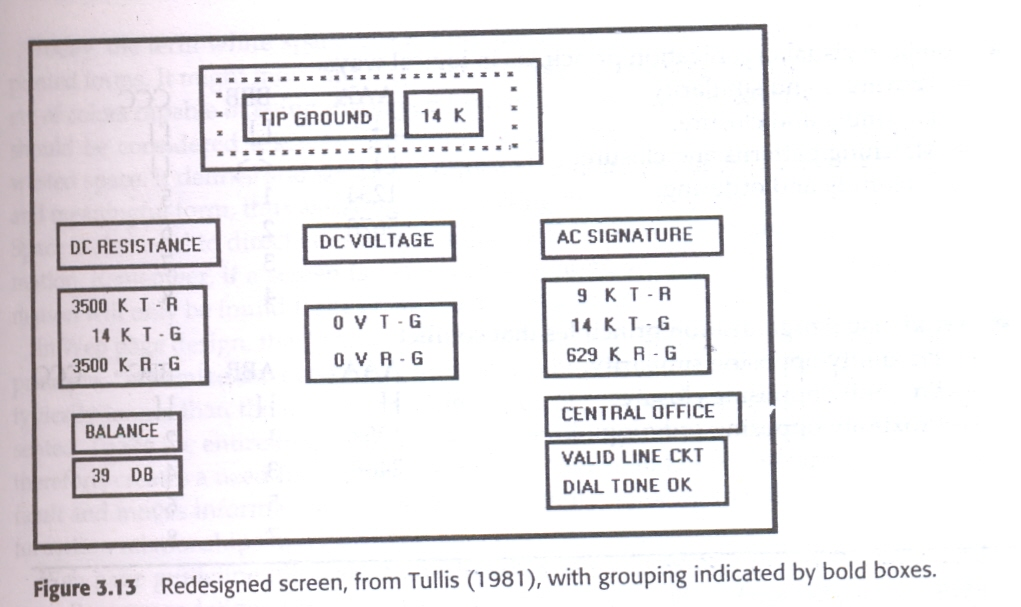 TIP GROUND 14 K
DC RESISTANCE
3500 K T-R
14 K T-G
3500 K R-G
BALANCE
39 DB
DC VOLTAGE
0 V T-G
0 V R-G
AC SIGNATURE
9 K T-R
14 K T-G
629 K R-G
CENTRAL OFFICE
VALID LINE CKT
DIAL TONE OK
Figure 3.13 Redesigned screen, from Tullis (1981), with grouping indicated by bold boxes.